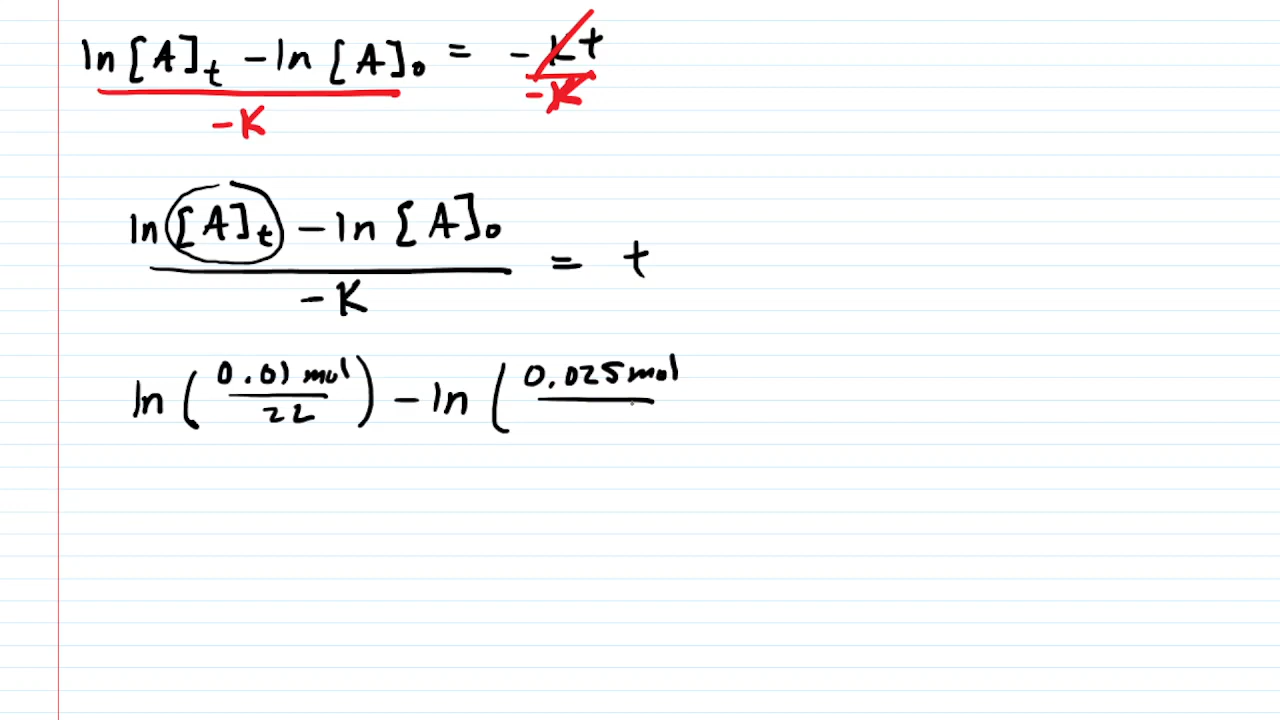 ln [A]t - ln [A]0 = - Kt
-K -K
ln [A]t - ln [A]0 = t
-K
ln ( 0.01 mol ) - ln ( 0.025 mol
2L